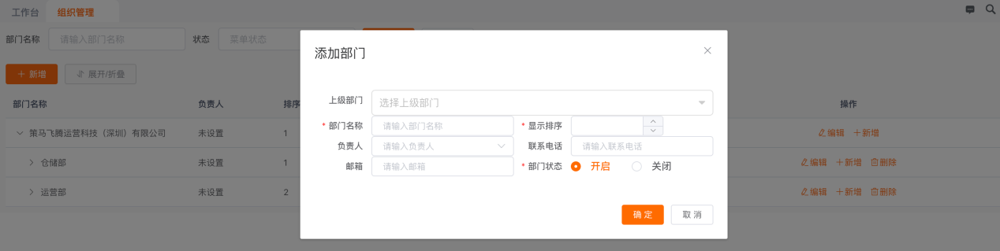 工作台 组织管理
部门名称 请输入部门名称 状态 菜单状态
添加部门
+ 新增 展开/折叠
上级部门 选择上级部门
部门名称 负责人 排序 操作
* 部门名称 请输入部门名称 * 显示排序
策马飞腾运营科技（深圳）有限公司 未设置 1 编辑 +新增
负责人 请输入负责人 联系电话 请输入联系电话
仓储部 未设置 1 编辑 +新增 删除
邮箱 请输入邮箱 * 部门状态 开启 关闭
运营部 未设置 2 编辑 +新增 删除
确定 取消